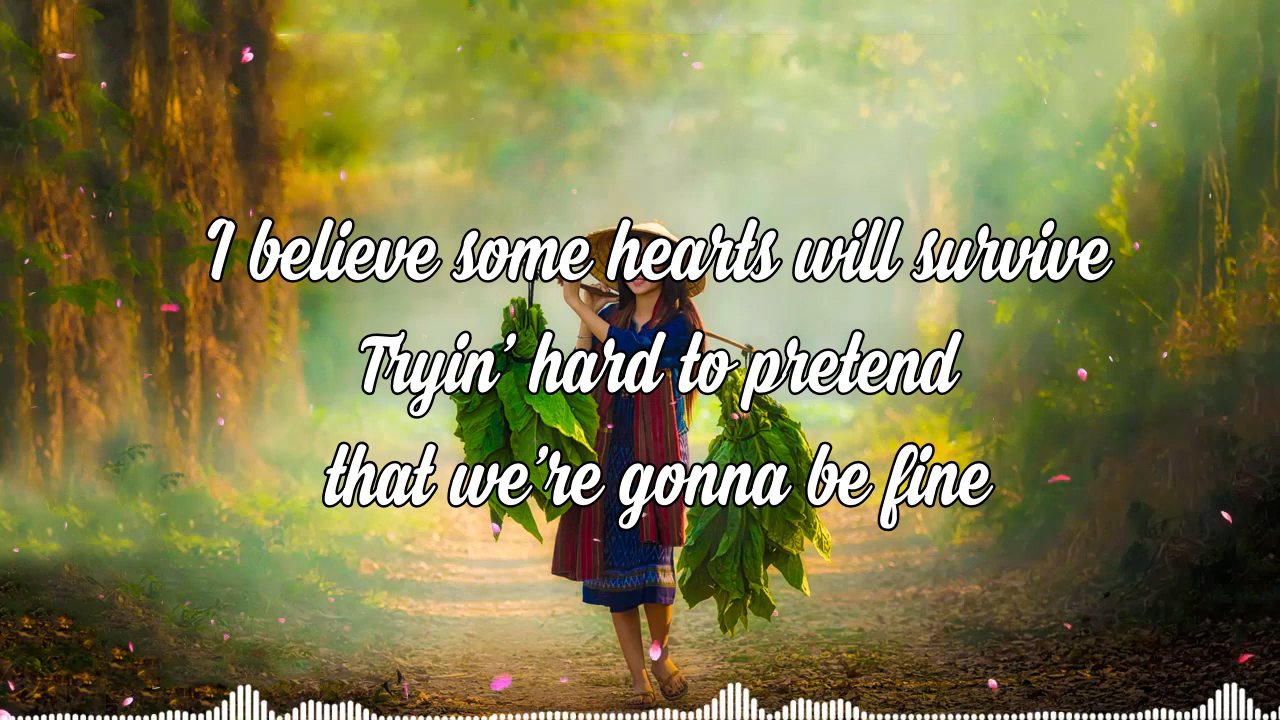 I believe some hearts will survive
Tryin’ hard to pretend
that we’re gonna be fine